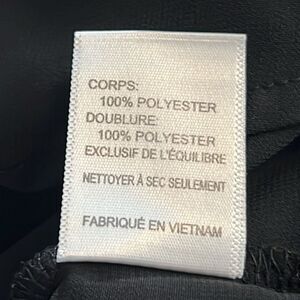 CORPS:
100% POLYESTER
DOUBLURE:
100% POLYESTER
EXCLUSIF DE L'ÉQUILIBRE
NETTOYER À SEC SEULEMENT
FABRIQUÉ EN VIETNAM